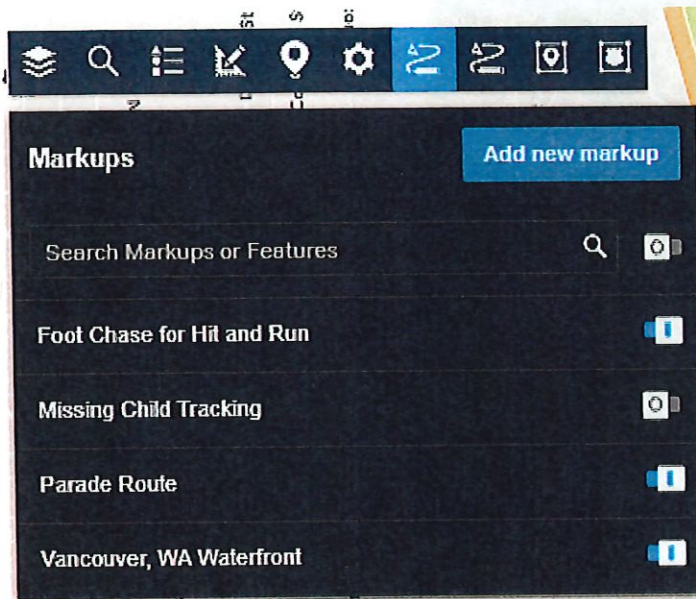 St
S
Markups
Add new markup
Search Markups or Features
Foot Chase for Hit and Run
Missing Child Tracking
Parade Route
Vancouver, WA Waterfront